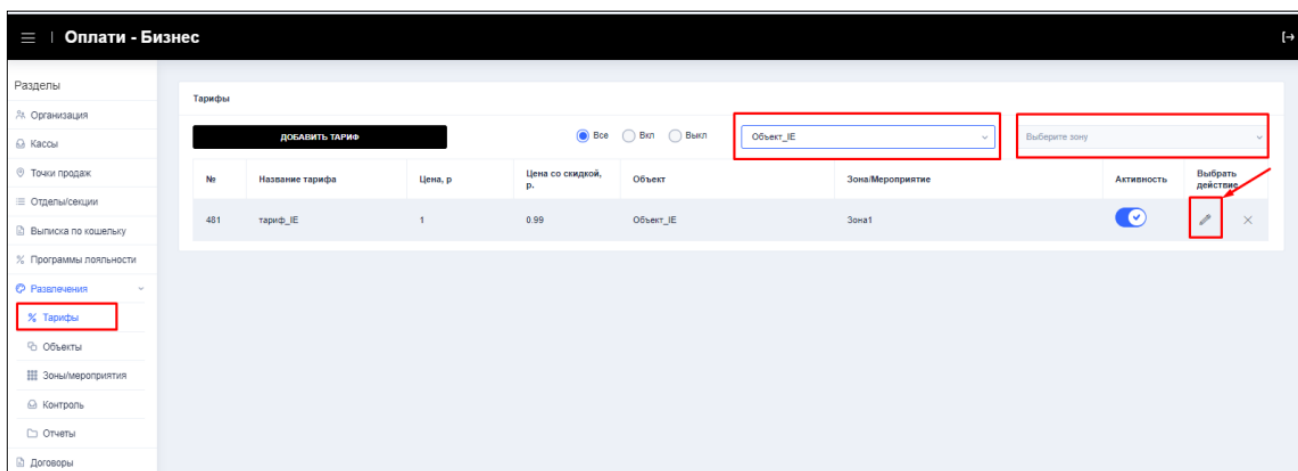 Оплати - Бизнес
Разделы
Организация
Кассы
Точки продаж
Отделы/секции
Выписка по кошельку
Программы лояльности
Развлечения
Тарифы
Объекты
Зоны/мероприятия
Контроль
Отчеты
Договоры
Тарифы
ДОБАВИТЬ ТАРИФ
Все Вкл Выкл
Объект_IE
Выберите зону
№ Название тарифа Цена, р Цена со скидкой, р. Объект Зона/Мероприятие Активность Выбрать действие
481 тариф_IE 1 0.99 Объект_IE Зона1